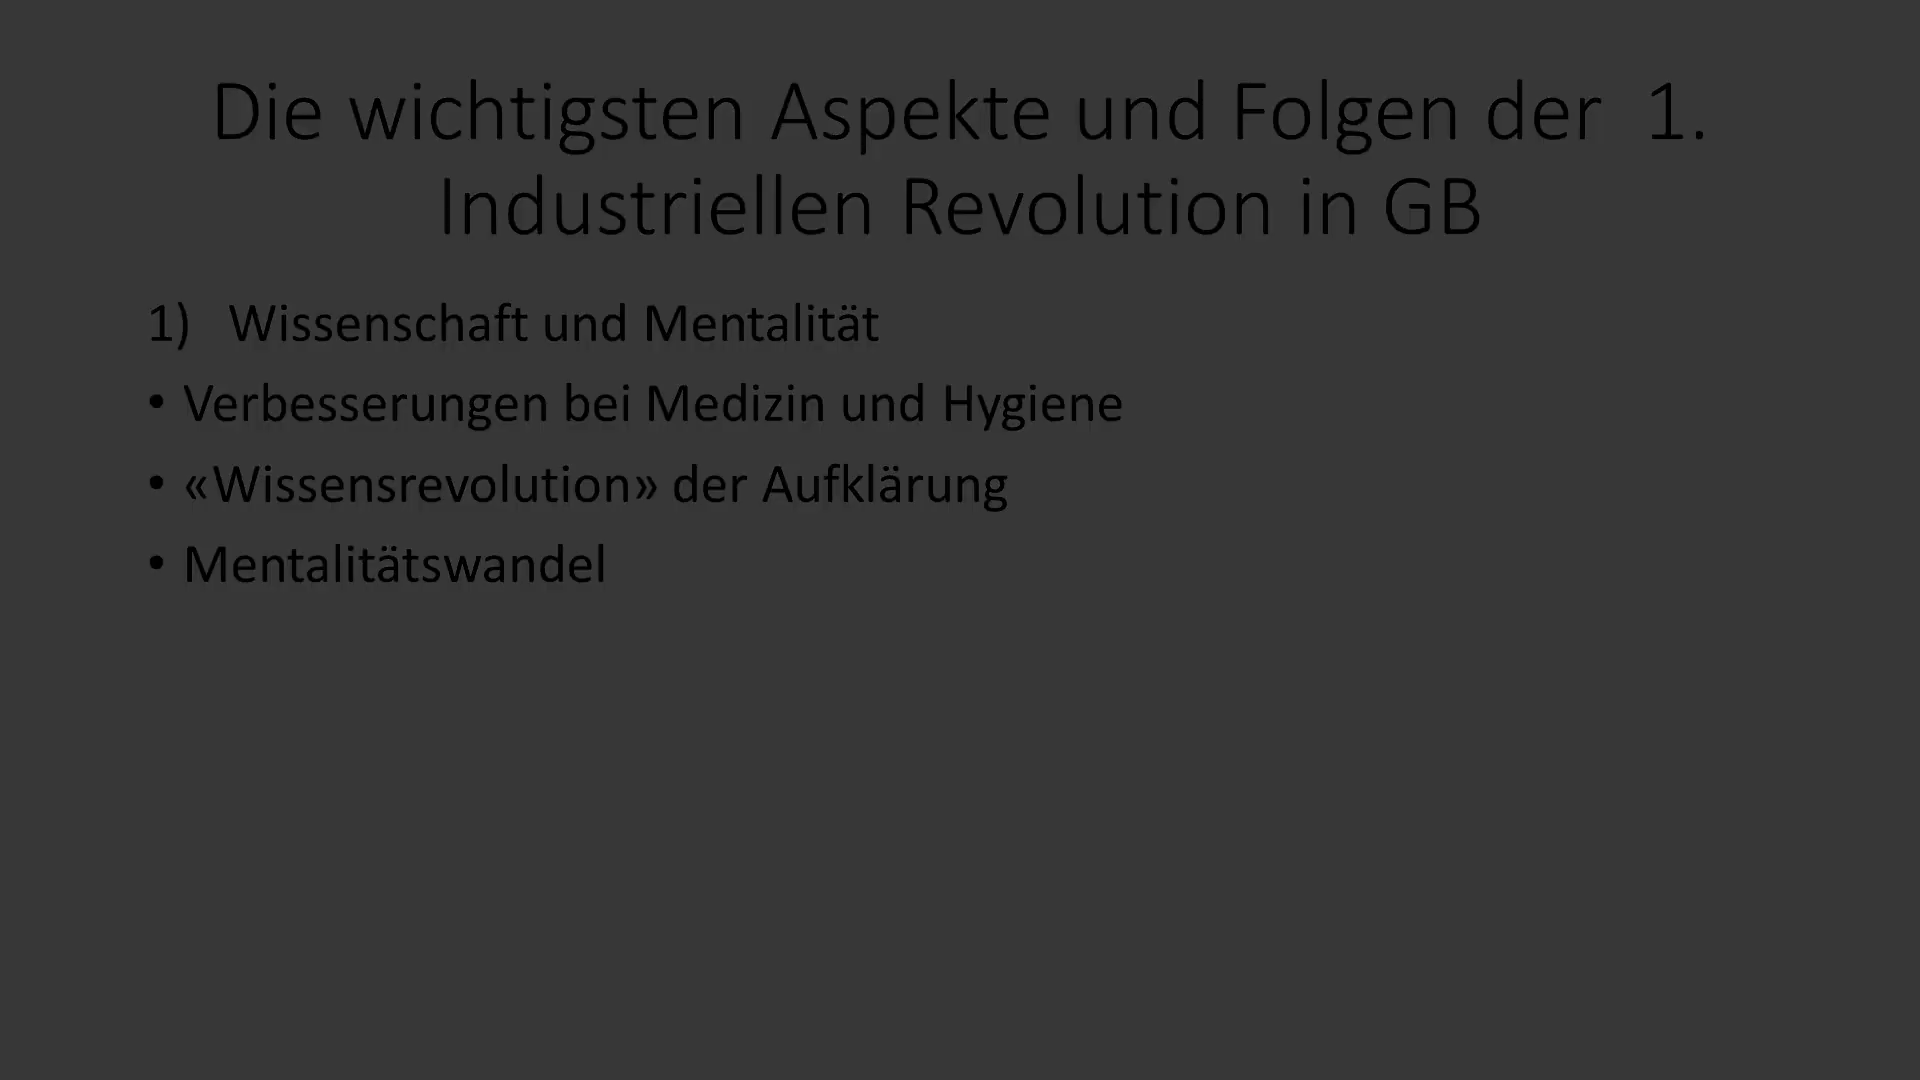 Die wichtigsten Aspekte und Folgen der  1.
Industriellen Revolution in GB
1)   Wissenschaft und Mentalität
• Verbesserungen bei Medizin und Hygiene
• «Wissensrevolution» der Aufklärung
• Mentalitätswandel